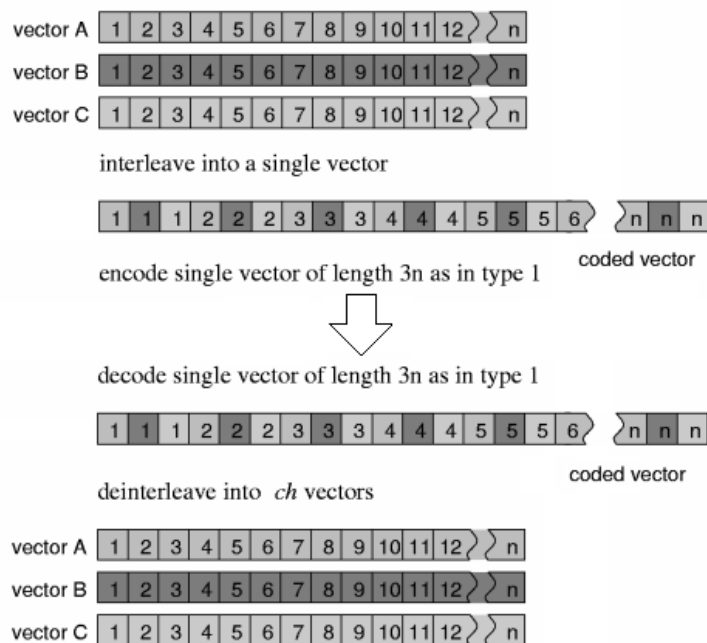 vector A 1 2 3 4 5 6 7 8 9 10 11 12 n
vector B 1 2 3 4 5 6 7 8 9 10 11 12 n
vector C 1 2 3 4 5 6 7 8 9 10 11 12 n
interleave into a single vector
1 1 1 2 2 2 3 3 3 4 4 4 5 5 5 6 n n n
coded vector
encode single vector of length 3n as in type 1
decode single vector of length 3n as in type 1
1 1 1 2 2 2 3 3 3 4 4 4 5 5 5 6 n n n
coded vector
deinterleave into ch vectors
vector A 1 2 3 4 5 6 7 8 9 10 11 12 n
vector B 1 2 3 4 5 6 7 8 9 10 11 12 n
vector C 1 2 3 4 5 6 7 8 9 10 11 12 n